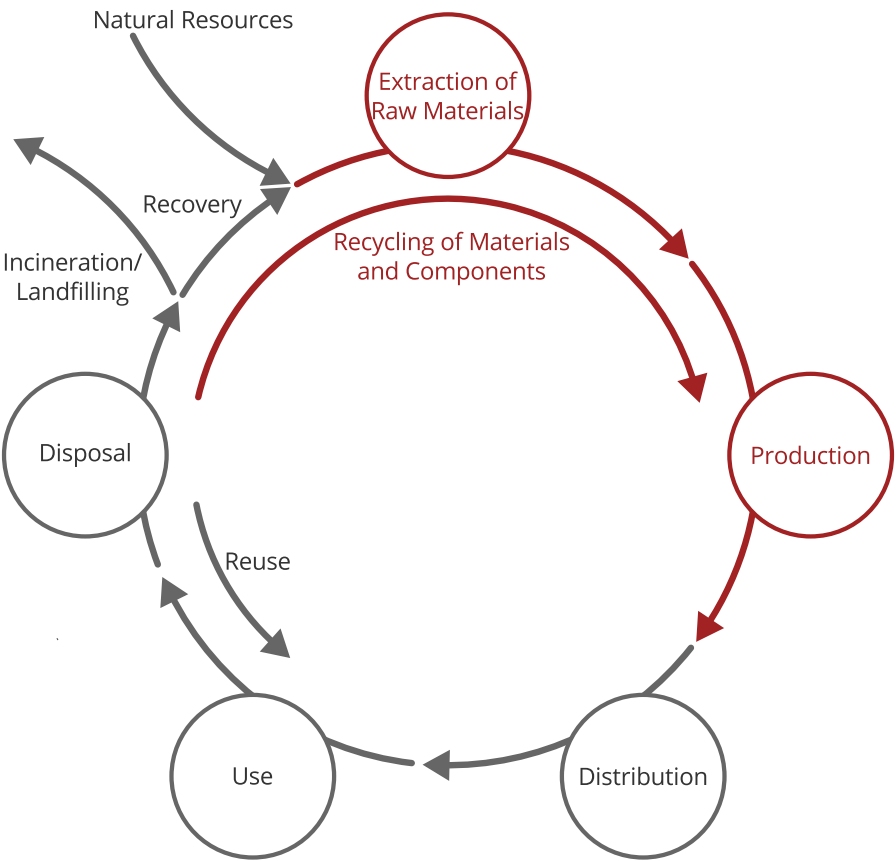 Natural Resources
Extraction of
Raw Materials
Recovery
Recycling of Materials
and Components
Incineration/
Landfilling
Disposal
Production
Reuse
Use
Distribution